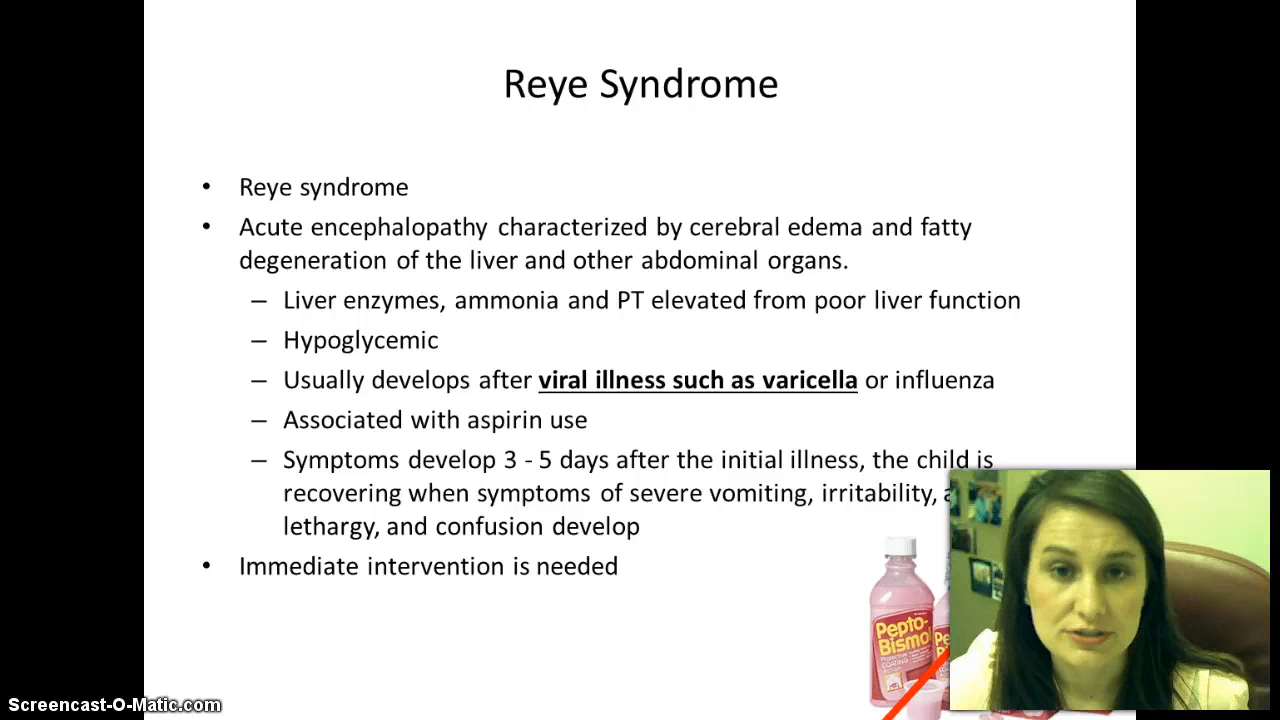 Reye Syndrome
• Reye syndrome
• Acute encephalopathy characterized by cerebral edema and fatty
degeneration of the liver and other abdominal organs.
– Liver enzymes, ammonia and PT elevated from poor liver function
– Hypoglycemic
– Usually develops after viral illness such as varicella or influenza
– Associated with aspirin use
– Symptoms develop 3 - 5 days after the initial illness, the child is
recovering when symptoms of severe vomiting, irritability,
lethargy, and confusion develop
• Immediate intervention is needed
Pepto-
Bismol
COATING
Screencast-O-Matic.com